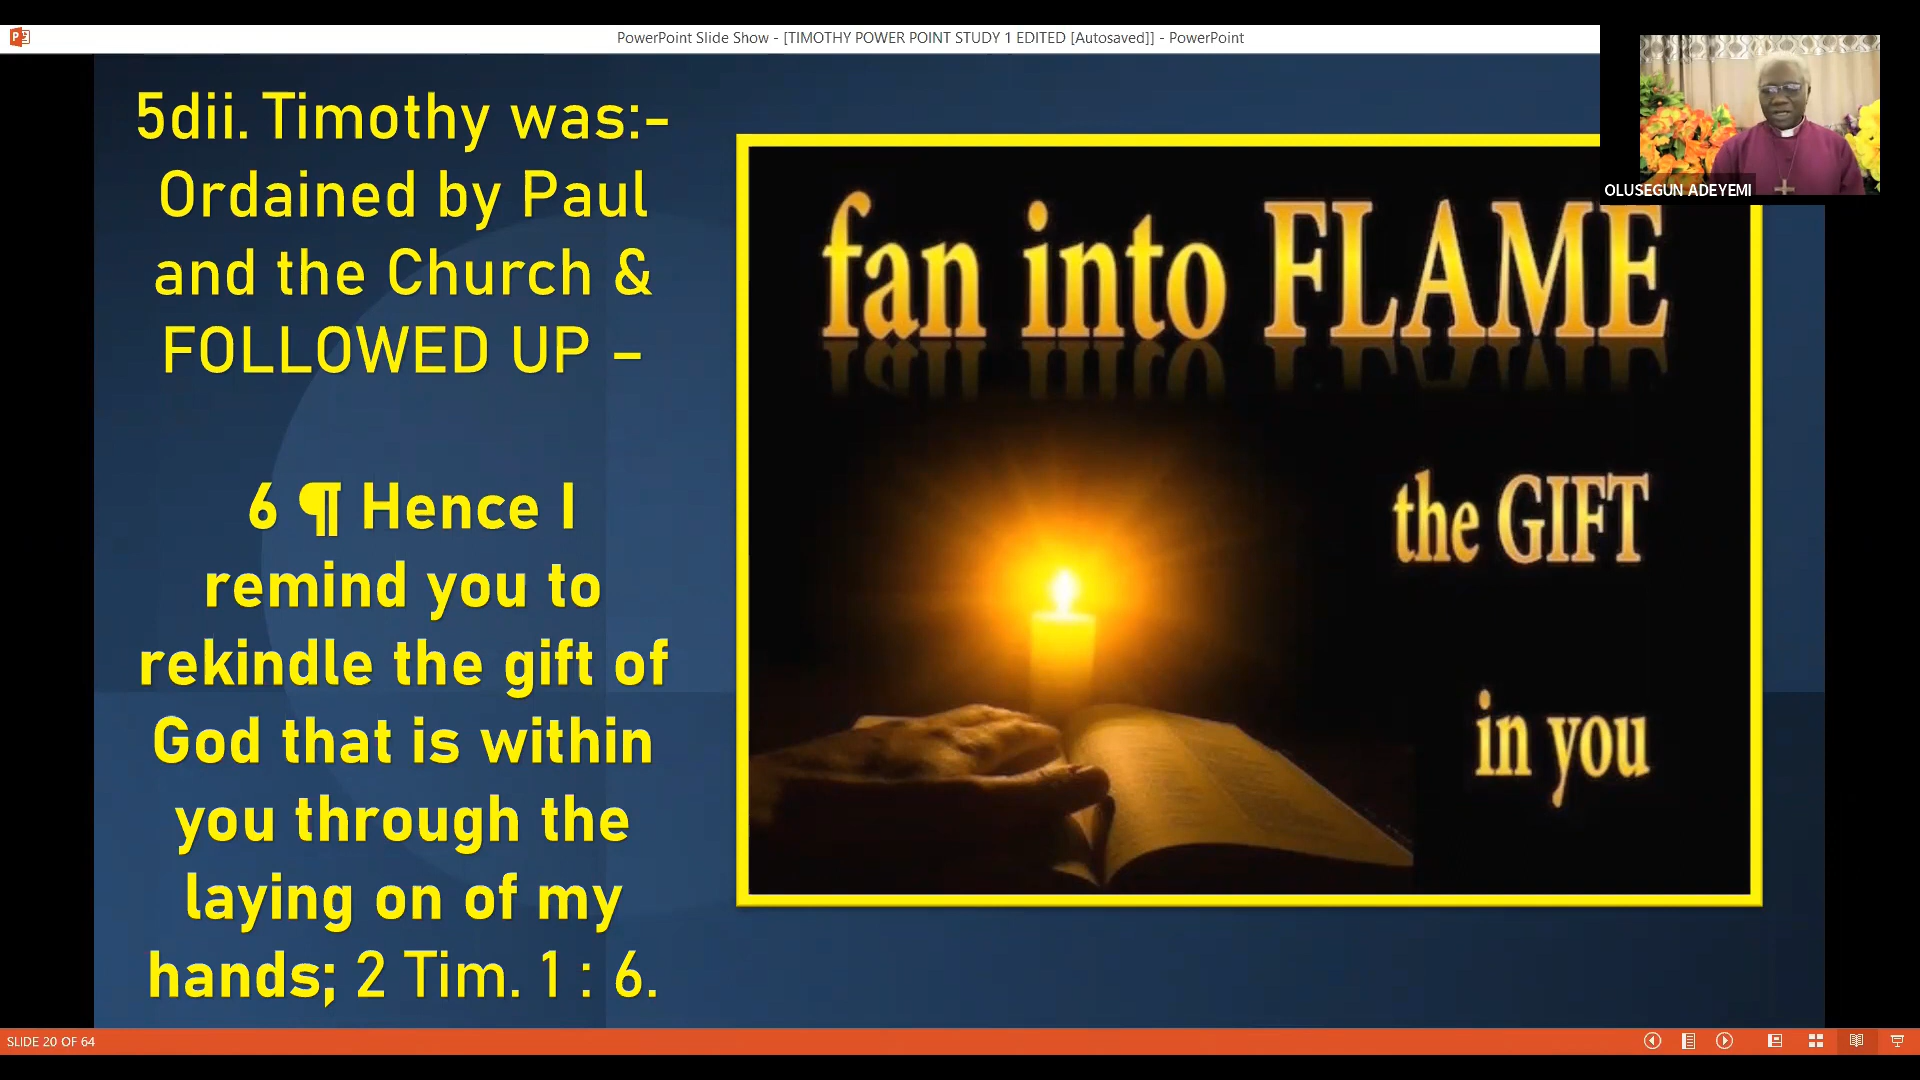 PowerPoint Slide Show - [TIMOTHY POWER POINT STUDY 1 EDITED [Autosaved]] - PowerPoint
OLUSEGUN ADEYEMI
5dii. Timothy was:-
Ordained by Paul
and the Church &
FOLLOWED UP –
6 ¶ Hence I
remind you to
rekindle the gift of
God that is within
you through the
laying on of my
hands; 2 Tim. 1 : 6.
fan into FLAME
the GIFT
in you
SLIDE 20 OF 64